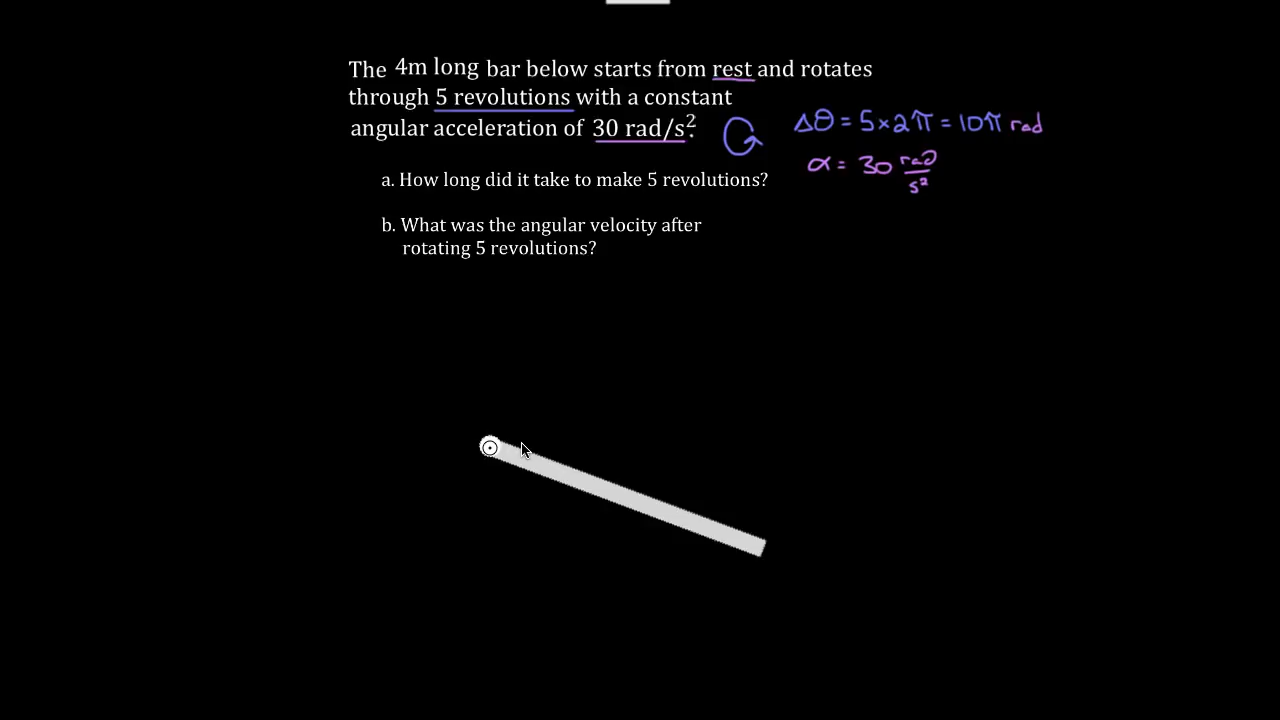 The 4m long bar below starts from rest and rotates
through 5 revolutions with a constant
angular acceleration of 30 rad/s².
Δθ = 5×2π = 10π rad
α = 30 rad/s²
a. How long did it take to make 5 revolutions?
b. What was the angular velocity after
rotating 5 revolutions?